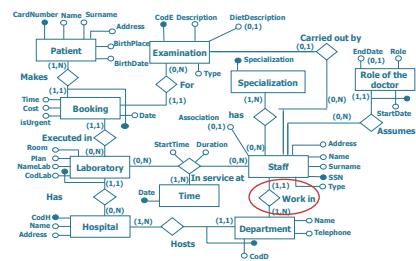 CardNumber Name Surname
Address
CodE Description
DietDescription
(0,1)
Patient
BirthPlace
BirthDate
Examination
Type
Carried out by
(0,1)
EndDate Role
(0,1)
Role of the
doctor
StartDate
(1,1)
Assumes
Specialization
Specialization
(1,N)
has
Association
(0,1)
(1,N)
Makes
(1,1)
(0,N)
For
(1,1)
Time
Cost
isUrgent
Booking
Date
(1,1)
Executed in
(0,N)
Room
Plan
NameLab
CodLab
Laboratory
(0,N)
StartTime Duration
(0,N)
In service at
(1,N)
Date
Time
(0,N)
(0,N)
Staff
Address
Name
Surname
SSN
Type
(1,1)
Work in
(1,N)
(1,1)
Has
(0,N)
CodH
Name
Address
Hospital
(1,N)
Hosts
(1,1)
Department
Name
Telephone
CodD